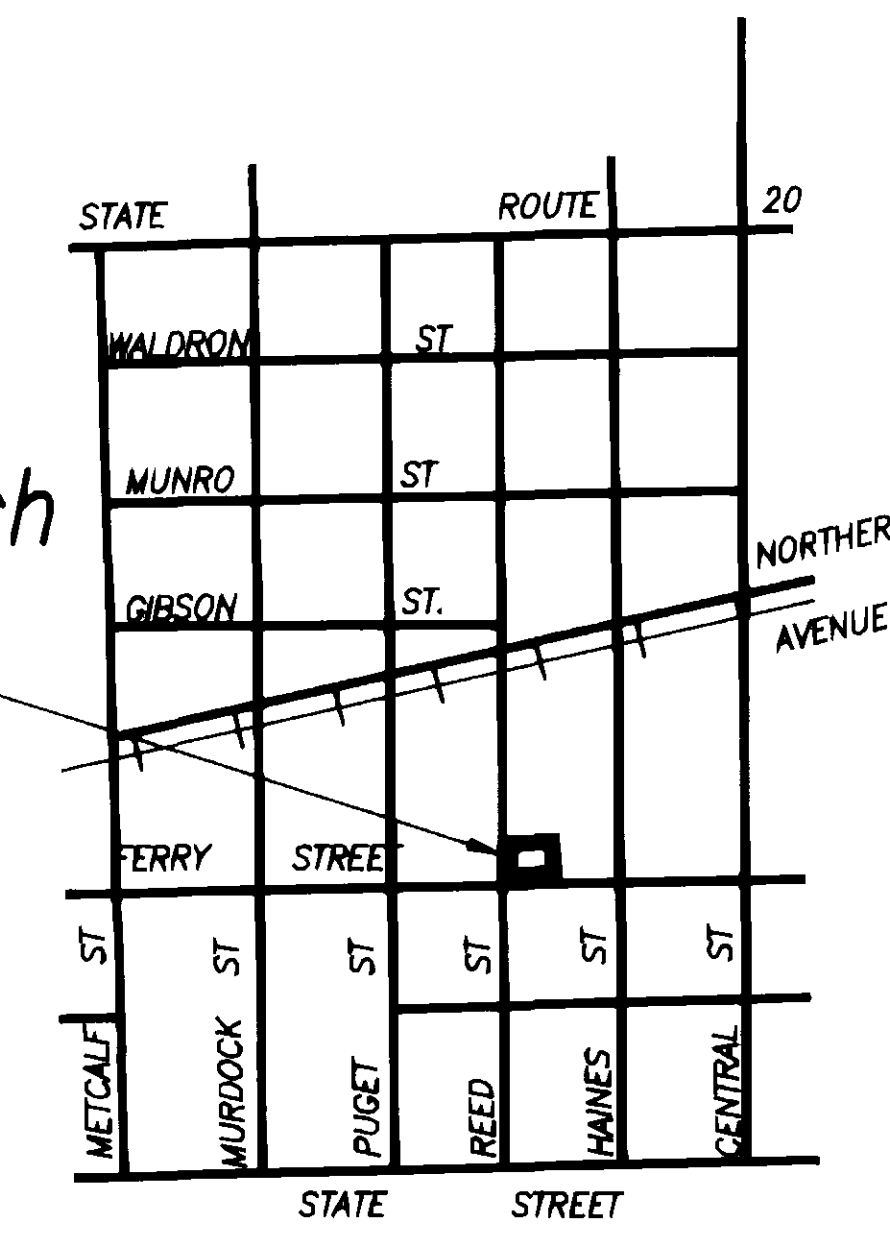 STATE ROUTE 20
WALDRON ST
MUNRO ST
NORTHER
GIBSON ST.
AVENUE
FERRY STREET
METCALF ST
MURDOCK ST
PUGET ST
REED ST
HAINES ST
CENTRAL ST
STATE STREET